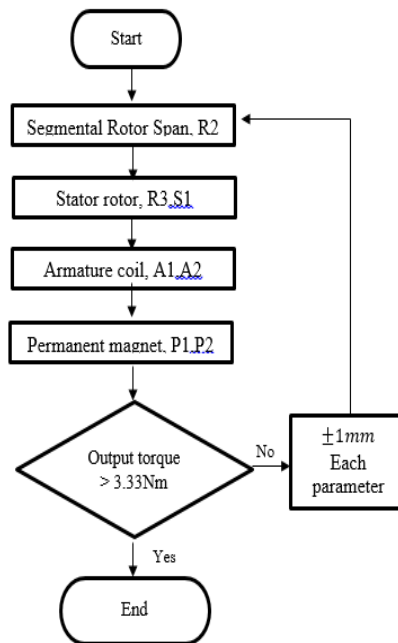 Start
Segmental Rotor Span, R2
Stator rotor, R3,S1
Armature coil, A1,A2
Permanent magnet, P1,P2
Output torque
> 3.33Nm
No
±1mm
Each
parameter
Yes
End